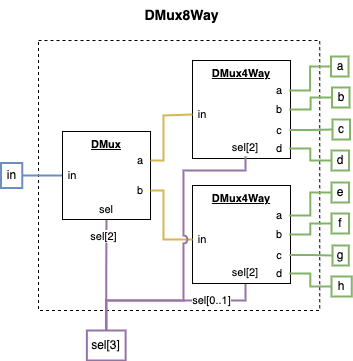 DMux8Way
DMux4Way
a
in
b
c
sel[2]
d
a
b
c
d
DMux
a
in
in
b
sel
sel[2]
DMux4Way
a
b
in
c
sel[2]
d
e
f
g
h
sel[0..1]
sel[3]